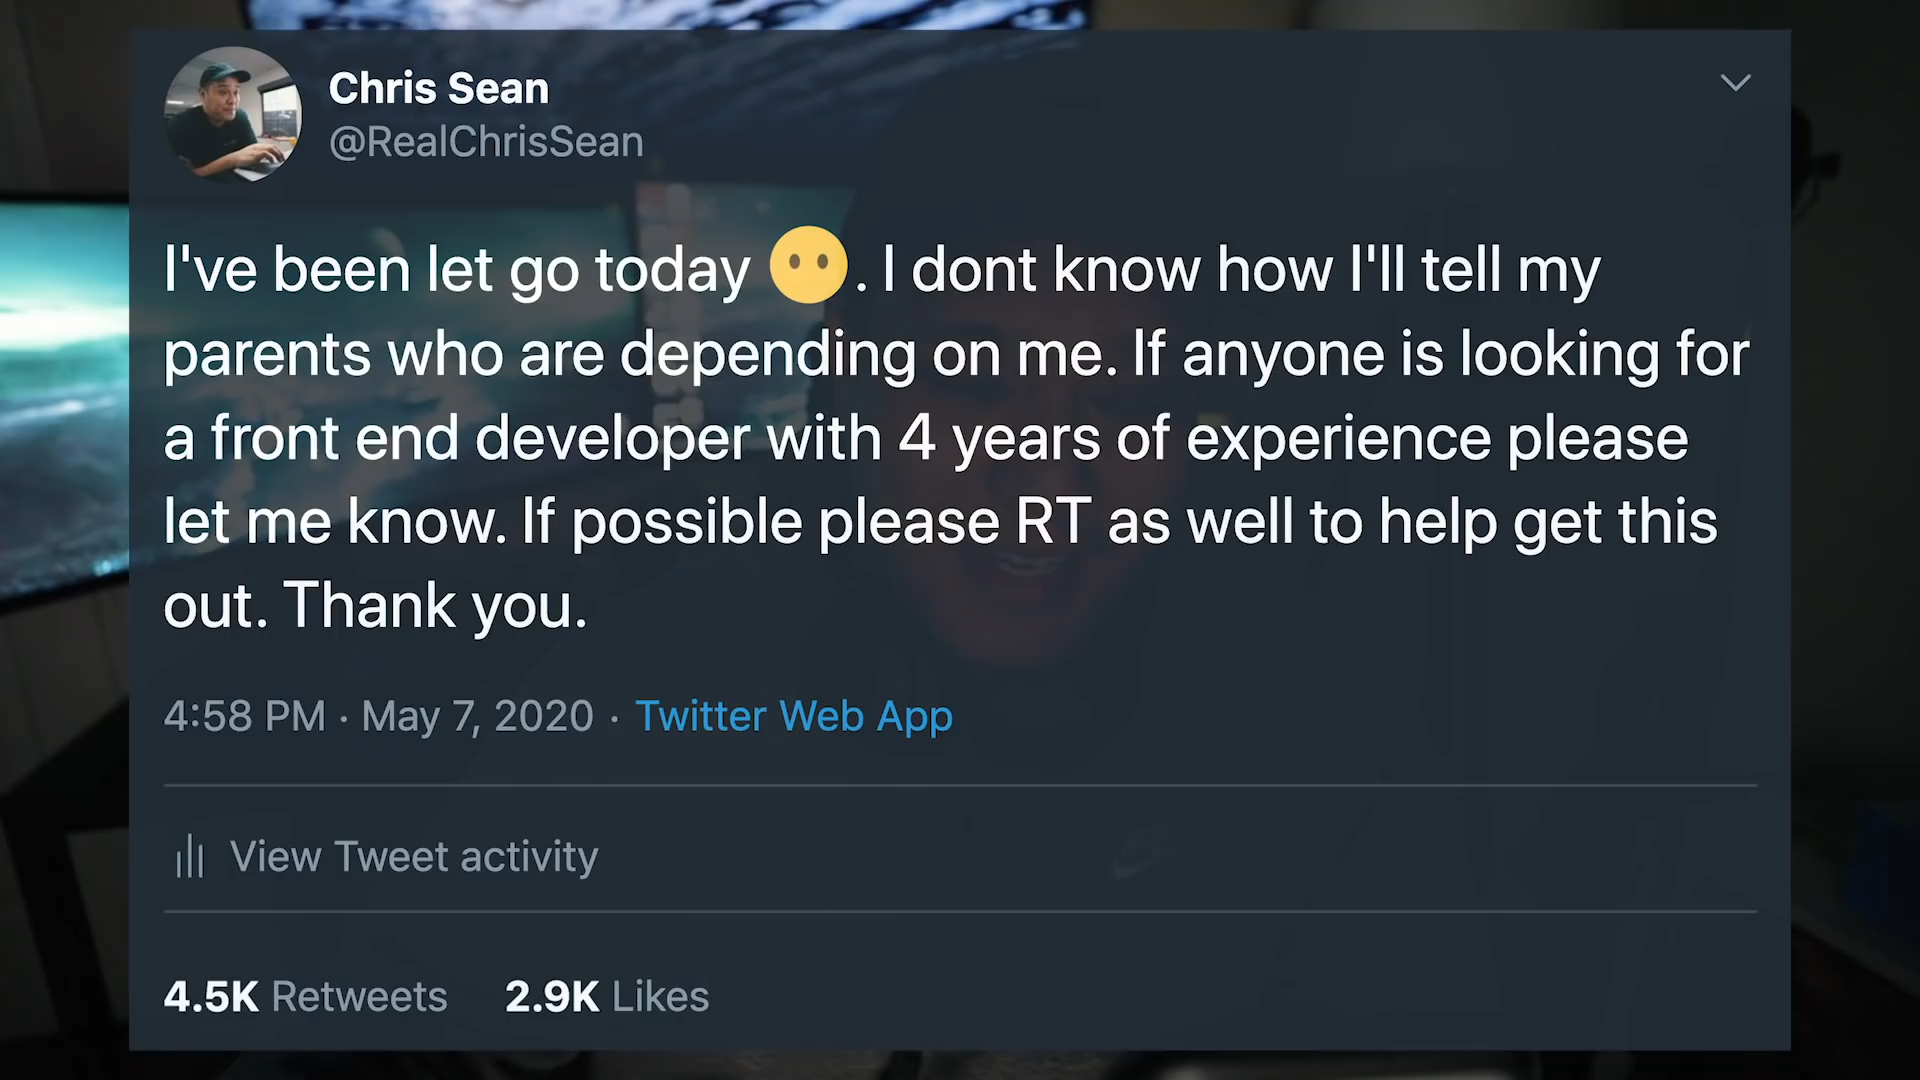 Chris Sean
@RealChrisSean
I've been let go today 😶. I dont know how I'll tell my
parents who are depending on me. If anyone is looking for
a front end developer with 4 years of experience please
let me know. If possible please RT as well to help get this
out. Thank you.
4:58 PM · May 7, 2020 · Twitter Web App
View Tweet activity
4.5K Retweets 2.9K Likes